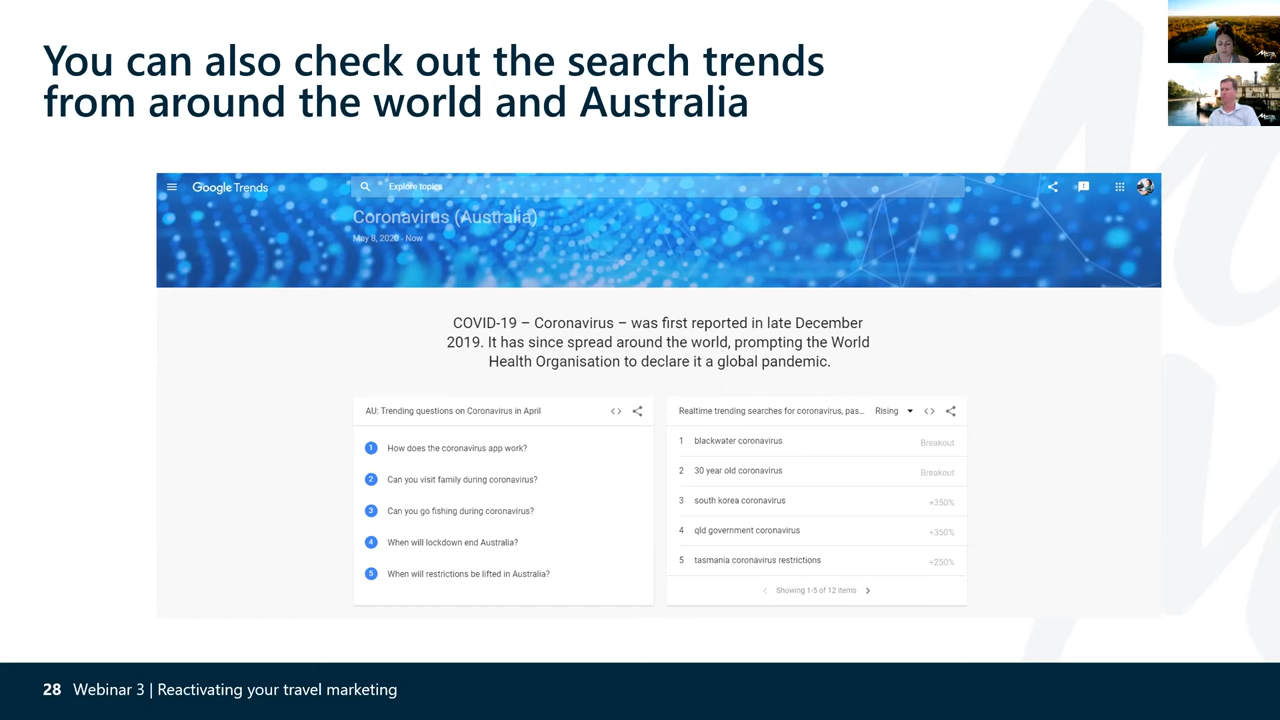 You can also check out the search trends
from around the world and Australia
Google Trends
Explore topics
Coronavirus (Australia)
May 8, 2020 - Now
COVID-19 – Coronavirus – was first reported in late December
2019. It has since spread around the world, prompting the World
Health Organisation to declare it a global pandemic.
AU: Trending questions on Coronavirus in April
1 How does the coronavirus app work?
2 Can you visit family during coronavirus?
3 Can you go fishing during coronavirus?
4 When will lockdown end Australia?
5 When will restrictions be lifted in Australia?
Realtime trending searches for coronavirus, pas... Rising
1 blackwater coronavirus Breakout
2 30 year old coronavirus Breakout
3 south korea coronavirus +350%
4 qld government coronavirus +350%
5 tasmania coronavirus restrictions +250%
Showing 1-5 of 12 items
28 Webinar 3 | Reactivating your travel marketing